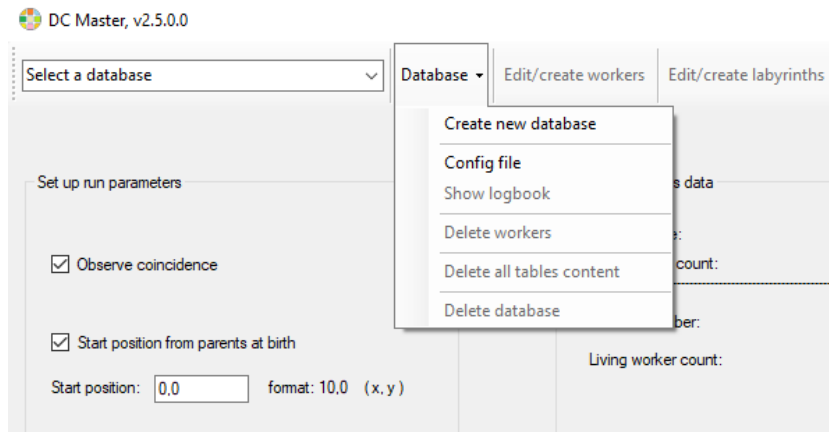 DC Master, v2.5.0.0
Select a database Database Edit/create workers Edit/create labyrinths
Create new database
Config file
Show logbook
Delete workers
Delete all tables content
Delete database
Set up run parameters
Observe coincidence
Start position from parents at birth
Start position: 0,0 format: 10,0 (x, y)
data
count:
Living worker count: